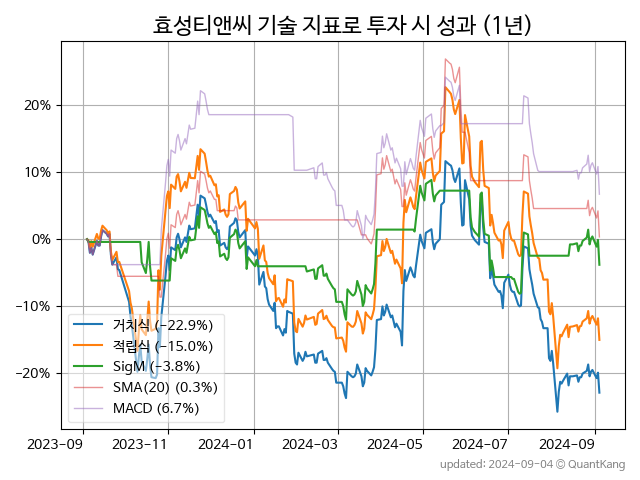 효성티앤씨 기술 지표로 투자 시 성과 (1년)
20%
10%
0%
−10%
−20%
거치식 (−22.9%)
적립식 (−15.0%)
SigM (−3.8%)
SMA(20) (0.3%)
MACD (6.7%)
2023-09 2023-11 2024-01 2024-03 2024-05 2024-07 2024-09
updated: 2024-09-04 © QuantKang